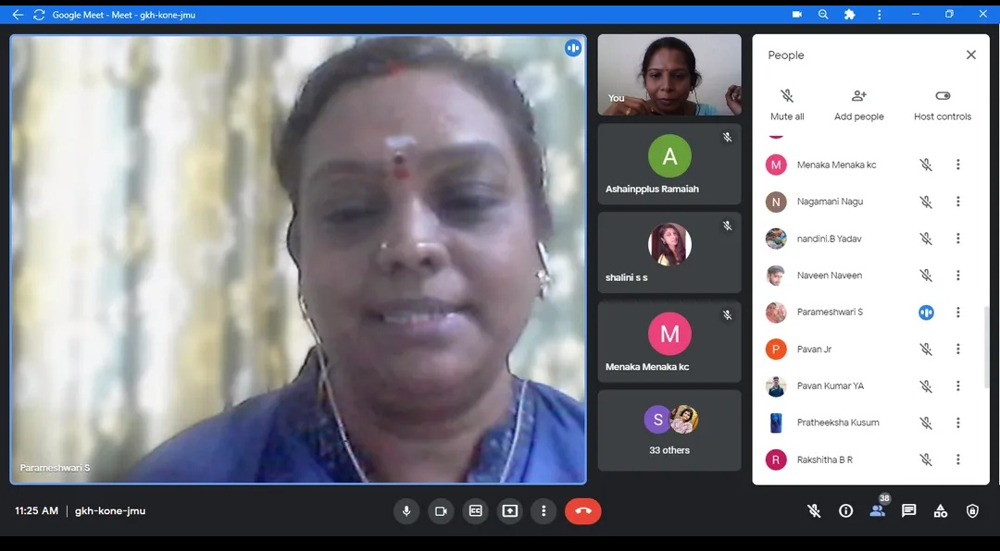 Google Meet - Meet - gkh-kone-jmu
Parameshwari S
You
A
Ashainpplus Ramaiah
shalini s s
M
Menaka Menaka kc
S
33 others
People
Mute all
Add people
Host controls
M Menaka Menaka kc
N Nagamani Nagu
nandini.B Yadav
Naveen Naveen
Parameshwari S
P Pavan Jr
Pavan Kumar YA
Pratheeksha Kusum
R Rakshitha B R
11:25 AM | gkh-kone-jmu
CC
38